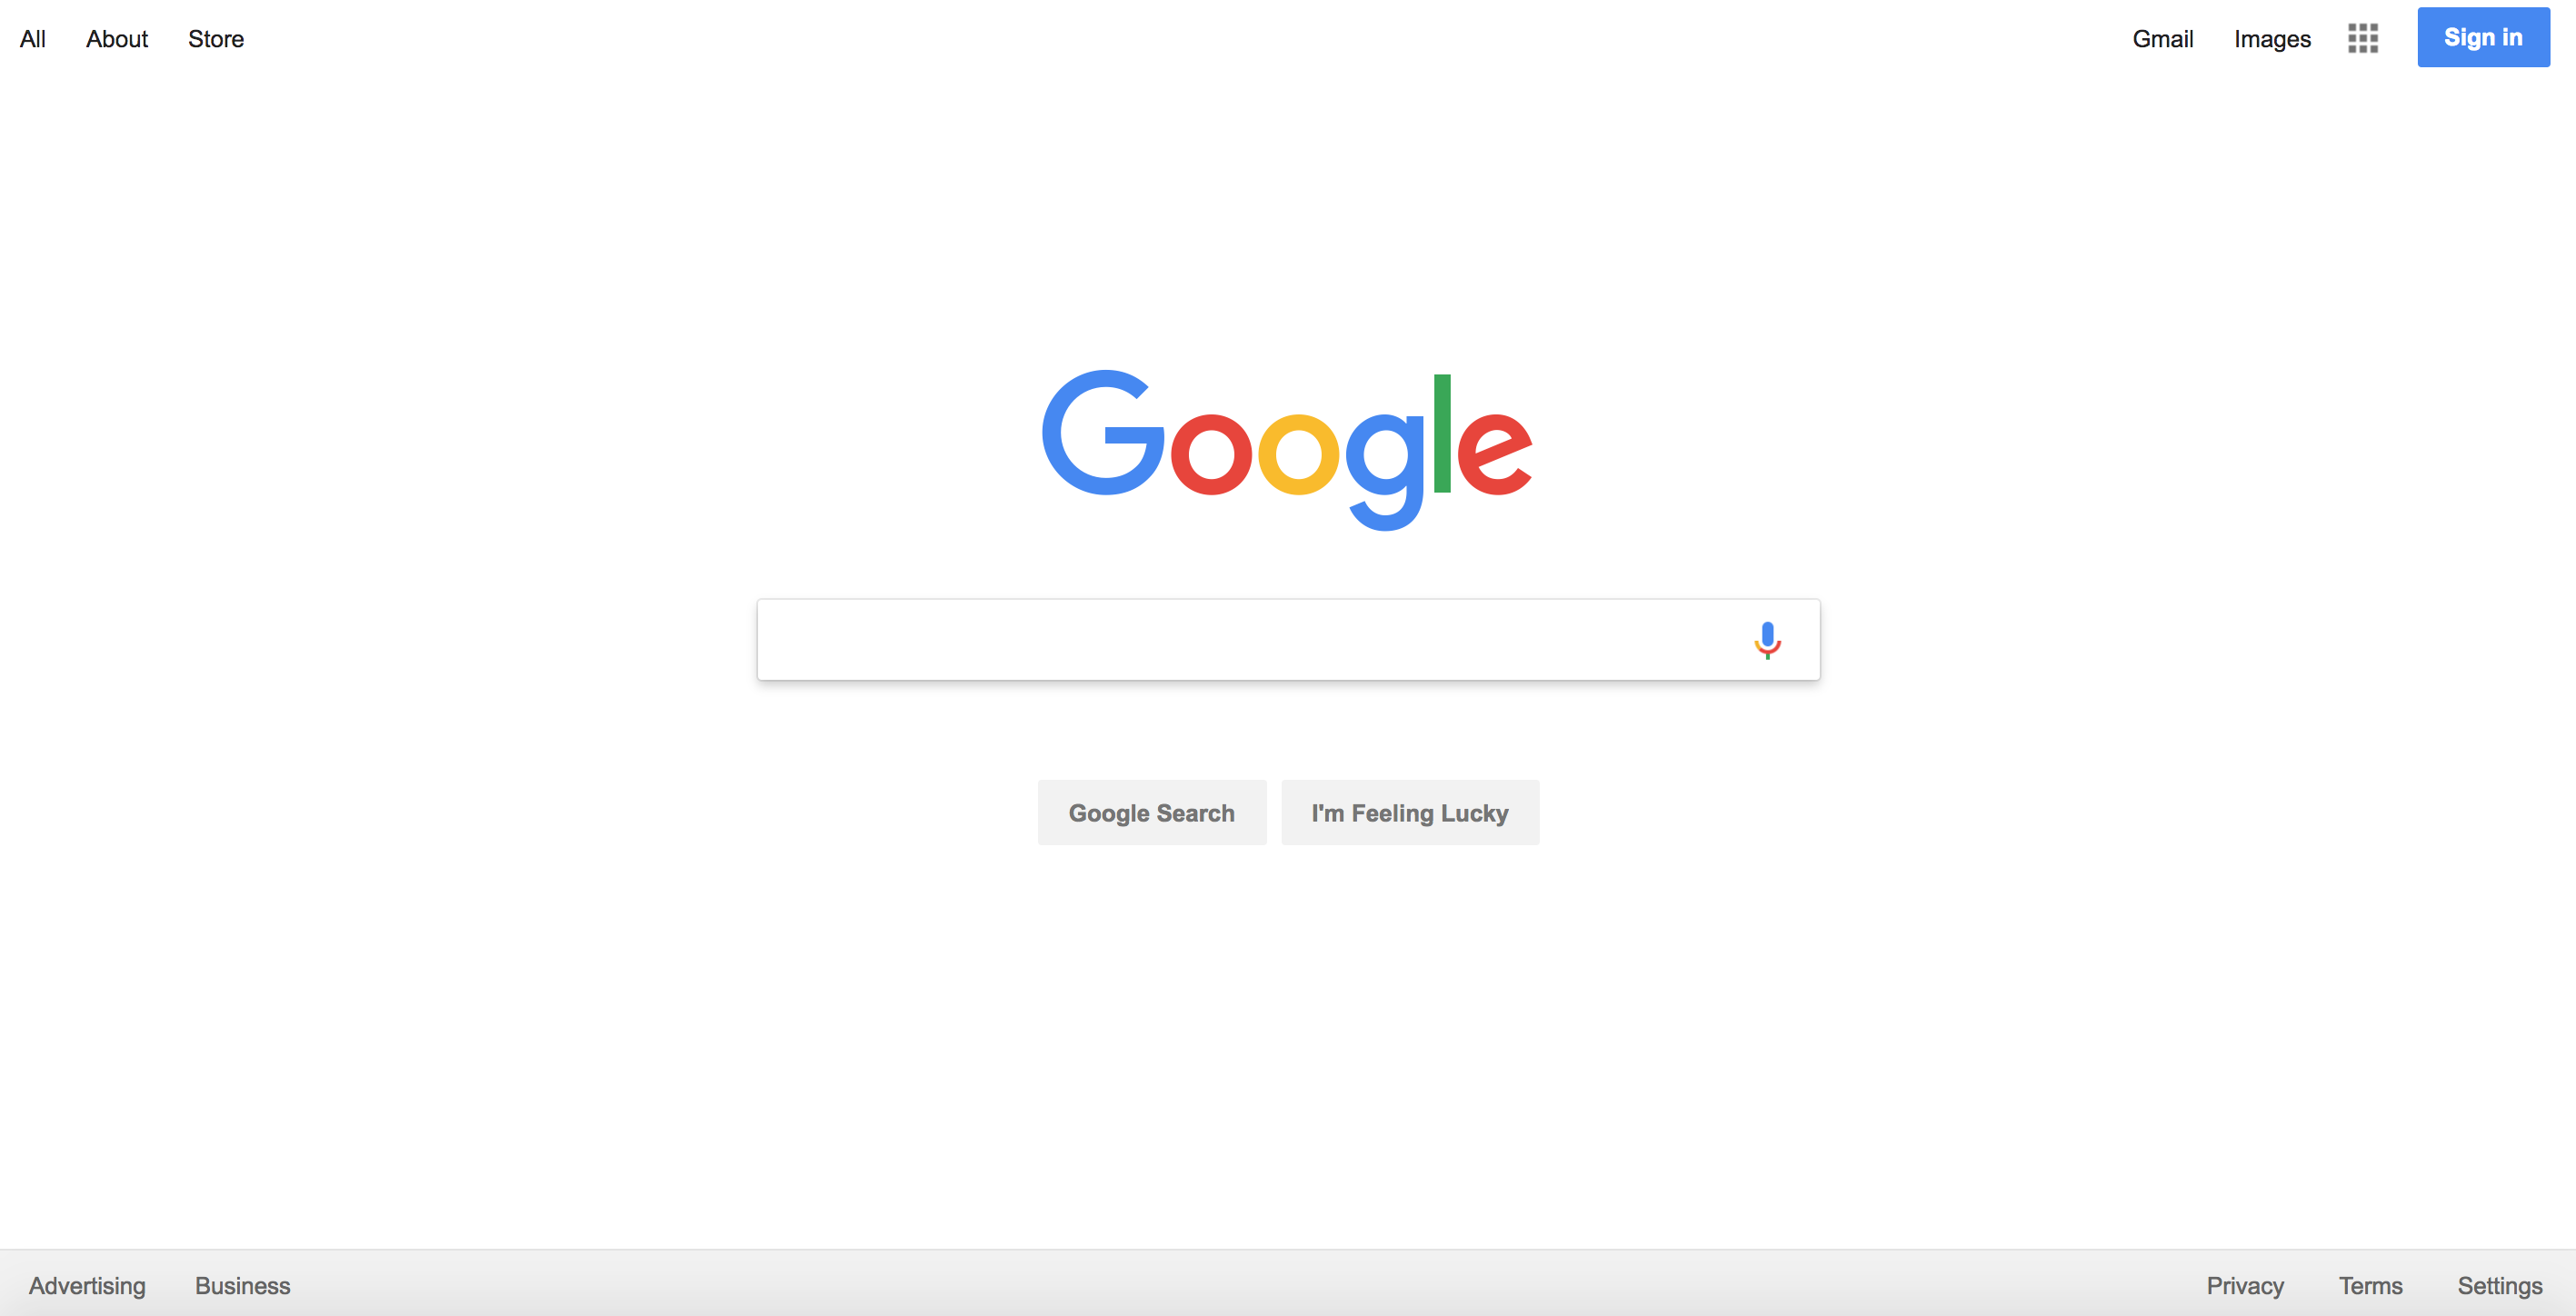 All About Store Gmail Images Sign in
Google
Google Search I'm Feeling Lucky
Advertising Business Privacy Terms Settings